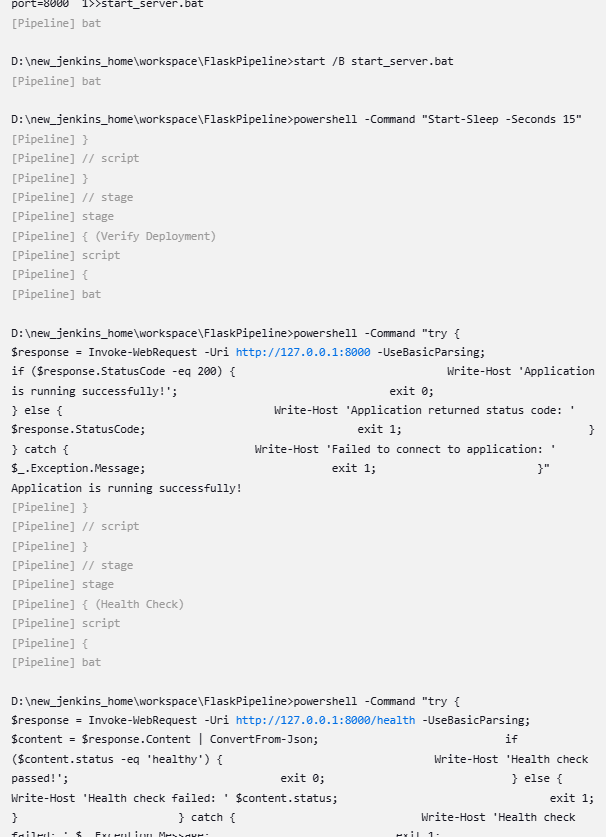 port=8000  1>>start_server.bat
[Pipeline] bat
D:\new_jenkins_home\workspace\FlaskPipeline>start /B start_server.bat
[Pipeline] bat
D:\new_jenkins_home\workspace\FlaskPipeline>powershell -Command "Start-Sleep -Seconds 15"
[Pipeline] }
[Pipeline] // script
[Pipeline] }
[Pipeline] // stage
[Pipeline] stage
[Pipeline] { (Verify Deployment)
[Pipeline] script
[Pipeline] {
[Pipeline] bat
D:\new_jenkins_home\workspace\FlaskPipeline>powershell -Command "try {
$response = Invoke-WebRequest -Uri http://127.0.0.1:8000 -UseBasicParsing;
if ($response.StatusCode -eq 200) {                                 Write-Host 'Application
is running successfully!';                                 exit 0;
} else {                                 Write-Host 'Application returned status code: '
$response.StatusCode;                                 exit 1;                             }
} catch {                             Write-Host 'Failed to connect to application: '
$_.Exception.Message;                             exit 1;                         }"
Application is running successfully!
[Pipeline] }
[Pipeline] // script
[Pipeline] }
[Pipeline] // stage
[Pipeline] stage
[Pipeline] { (Health Check)
[Pipeline] script
[Pipeline] {
[Pipeline] bat
D:\new_jenkins_home\workspace\FlaskPipeline>powershell -Command "try {
$response = Invoke-WebRequest -Uri http://127.0.0.1:8000/health -UseBasicParsing;
$content = $response.Content | ConvertFrom-Json;                             if
($content.status -eq 'healthy') {                                 Write-Host 'Health check
passed!';                                 exit 0;                             } else {
Write-Host 'Health check failed: ' $content.status;                                 exit 1;
}                         } catch {                             Write-Host 'Health check
failed: ' $_.Exception.Message;                             exit 1;